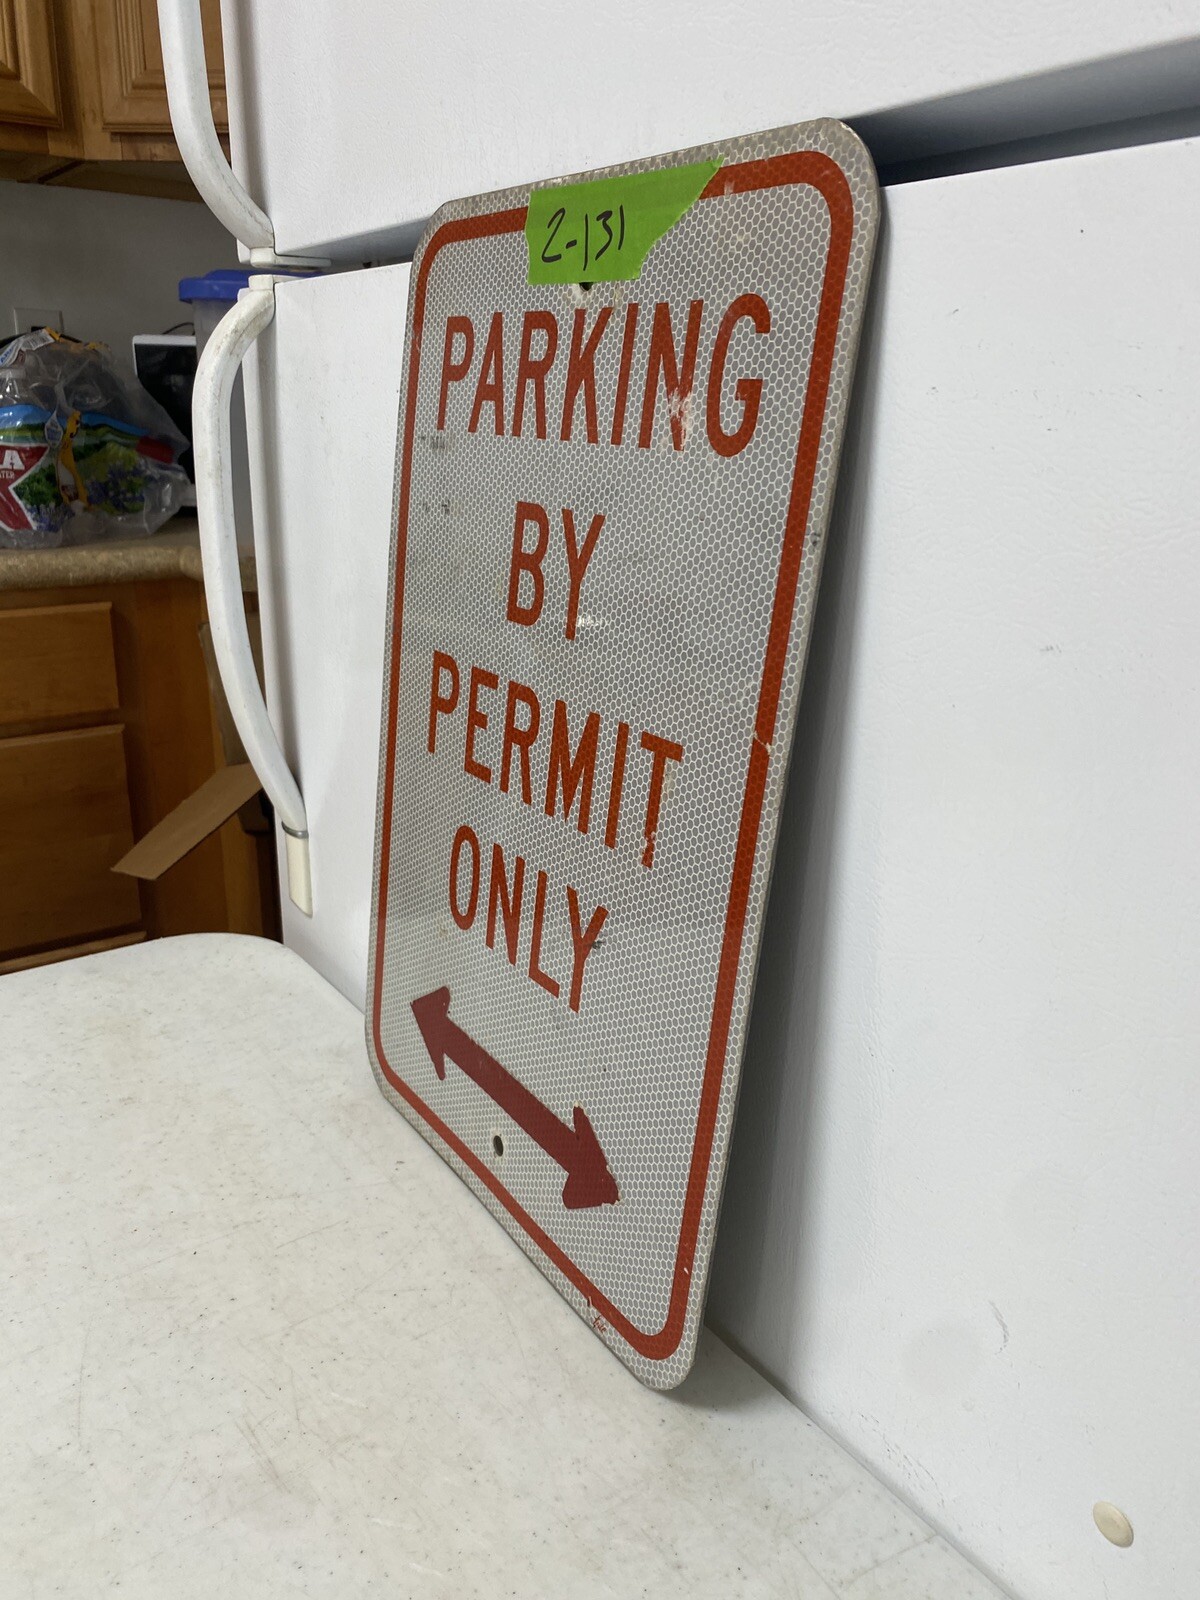 2-131
PARKING
BY
PERMIT
ONLY